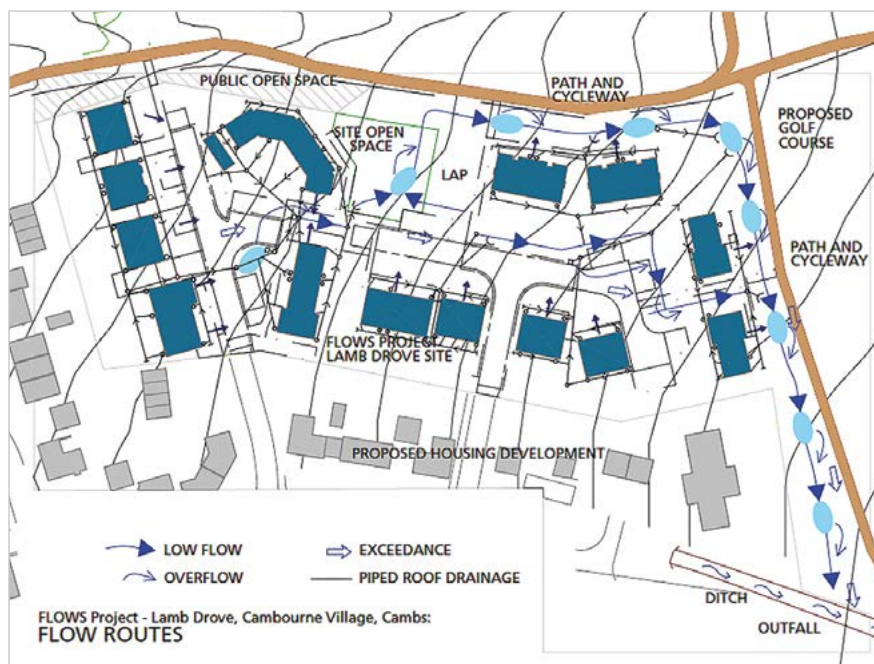 PUBLIC OPEN SPACE
PATH AND
CYCLEWAY
PROPOSED
GOLF
COURSE
SITE OPEN
SPACE
LAP
PATH AND
CYCLEWAY
FLOWS PROJECT
LAMB DROVE SITE
PROPOSED HOUSING DEVELOPMENT
LOW FLOW
EXCEEDANCE
OVERFLOW
PIPED ROOF DRAINAGE
DITCH
OUTFALL
FLOWS Project - Lamb Drove, Cambourne Village, Cambs:
FLOW ROUTES